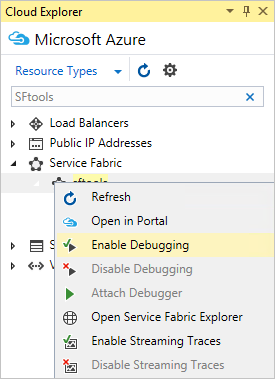 Cloud Explorer
Microsoft Azure
Resource Types
SFtools
Load Balancers
Public IP Addresses
Service Fabric
sftools
Refresh
Open in Portal
Enable Debugging
Disable Debugging
Attach Debugger
Open Service Fabric Explorer
Enable Streaming Traces
Disable Streaming Traces
S
V